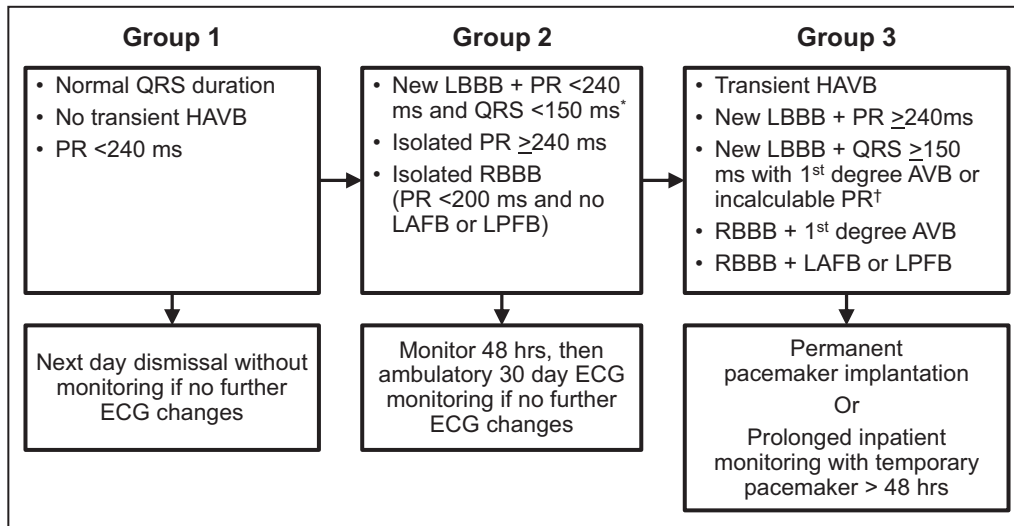 Group 1
Normal QRS duration
No transient HAVB
PR <240 ms
Next day dismissal without
monitoring if no further
ECG changes
Group 2
New LBBB + PR <240
ms and QRS <150 ms*
Isolated PR ≥240 ms
Isolated RBBB
(PR <200 ms and no
LAFB or LPFB)
Monitor 48 hrs, then
ambulatory 30 day ECG
monitoring if no further
ECG changes
Group 3
Transient HAVB
New LBBB + PR ≥240ms
New LBBB + QRS ≥150
ms with 1st degree AVB or
incalculable PR†
RBBB + 1st degree AVB
RBBB + LAFB or LPFB
Permanent
pacemaker implantation
Or
Prolonged inpatient
monitoring with temporary
pacemaker > 48 hrs